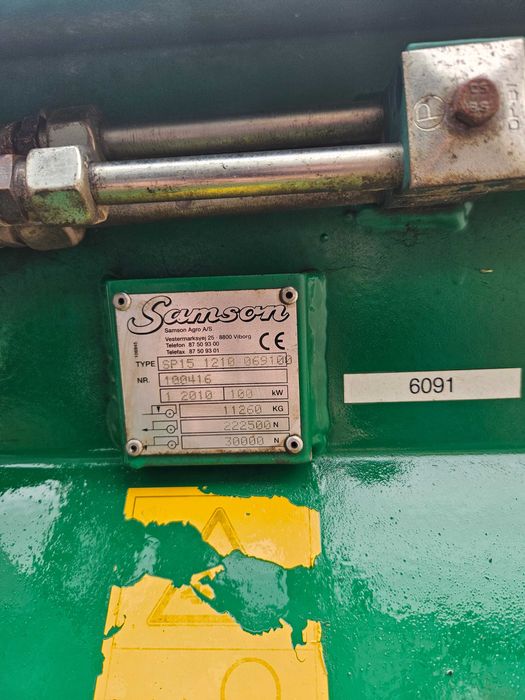 Samson
Samson Agro A/S
Vestermarksvej 25 · 8800 Viborg
Telefon 87 50 93 00
Telefax 87 50 93 01
CE
TYPE SP15 1210 069100
NR. 100416
1 2010 100 kW
11260 KG
222500 N
30000 N
6091
P